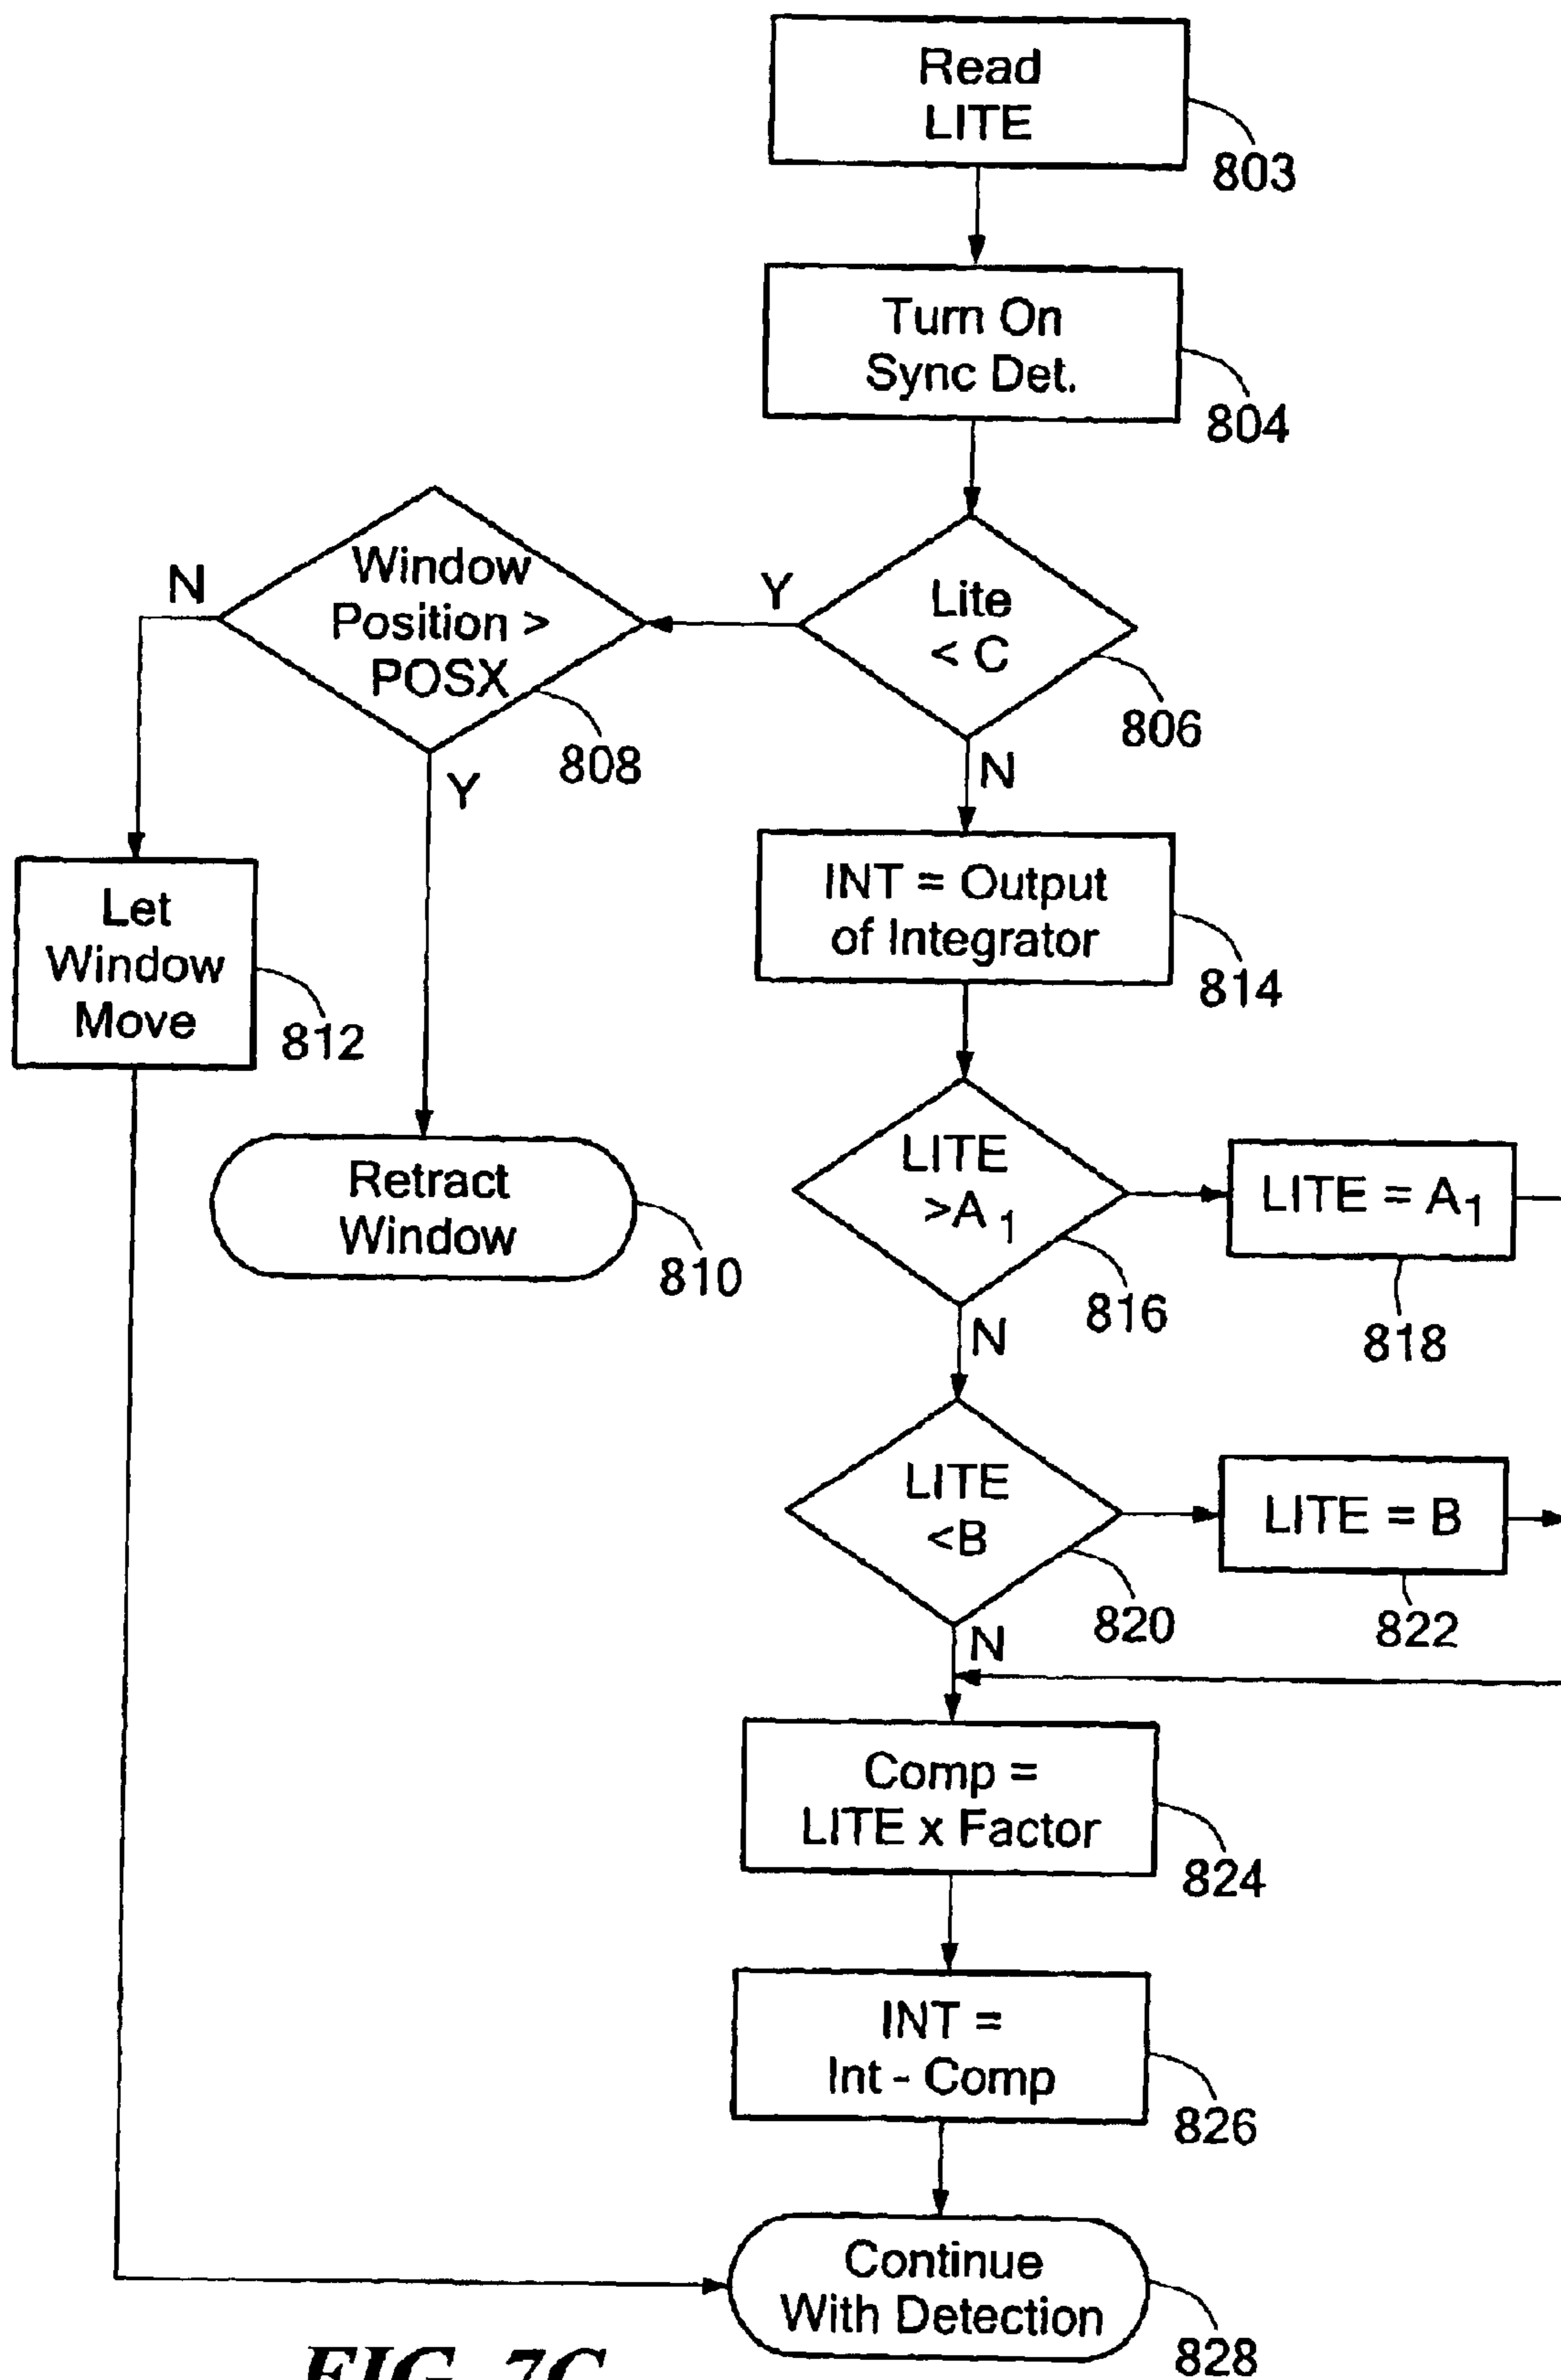 Read
LITE
803
Turn On
Sync Det.
804
Lite
< C
806
Y
N
Window
Position >
POSX
808
N
Y
Let
Window
Move
812
Retract
Window
810
INT = Output
of Integrator
814
LITE
>A 1
816
N
LITE = A1
818
LITE
<B
820
N
LITE = B
822
Comp =
LITE x Factor
824
INT =
Int - Comp
826
Continue
With Detection
828
FIG. 7C